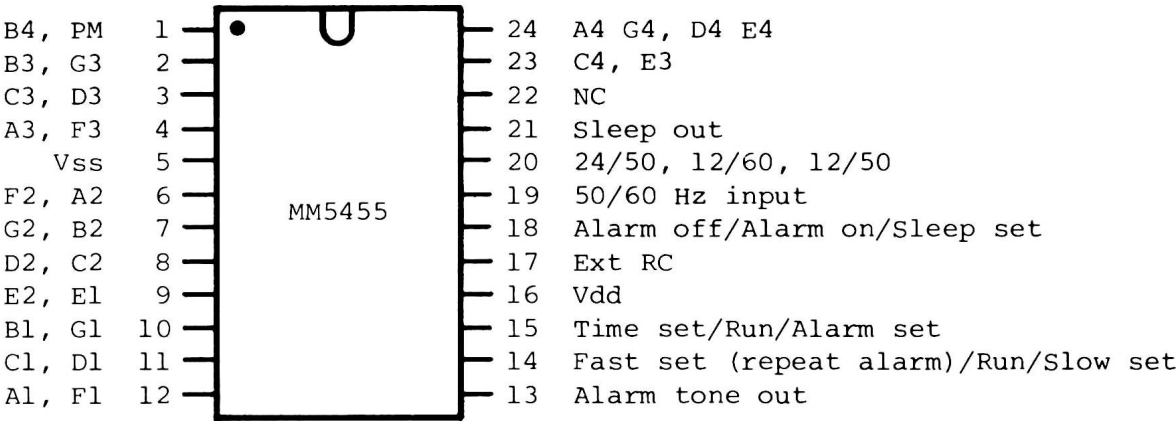 B4, PM 1 24 A4 G4, D4 E4
B3, G3 2 23 C4, E3
C3, D3 3 22 NC
A3, F3 4 21 Sleep out
Vss 5 20 24/50, 12/60, 12/50
F2, A2 6 19 50/60 Hz input
MM5455
G2, B2 7 18 Alarm off/Alarm on/Sleep set
D2, C2 8 17 Ext RC
E2, E1 9 16 Vdd
B1, G1 10 15 Time set/Run/Alarm set
C1, D1 11 14 Fast set (repeat alarm)/Run/Slow set
A1, F1 12 13 Alarm tone out